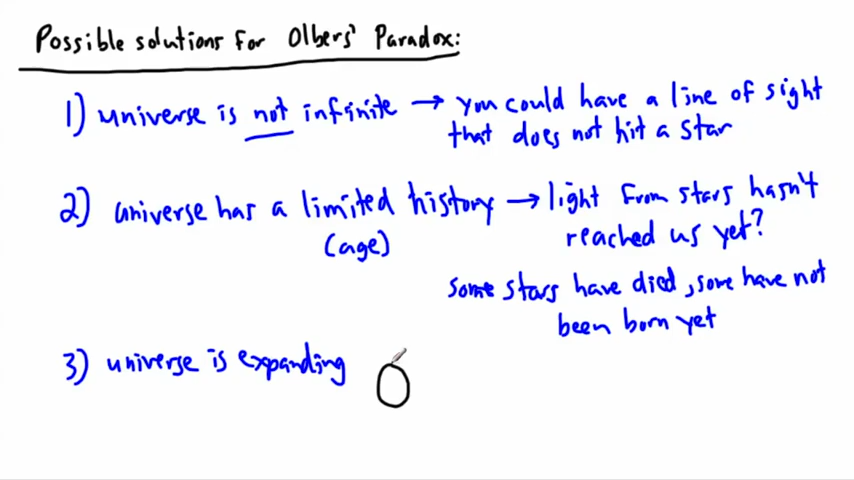 Possible solutions for Olbers' Paradox:
1) universe is not infinite → you could have a line of sight
that does not hit a star
2) universe has a limited history → light from stars hasn't
(age) reached us yet?
some stars have died, some have not
been born yet
3) universe is expanding